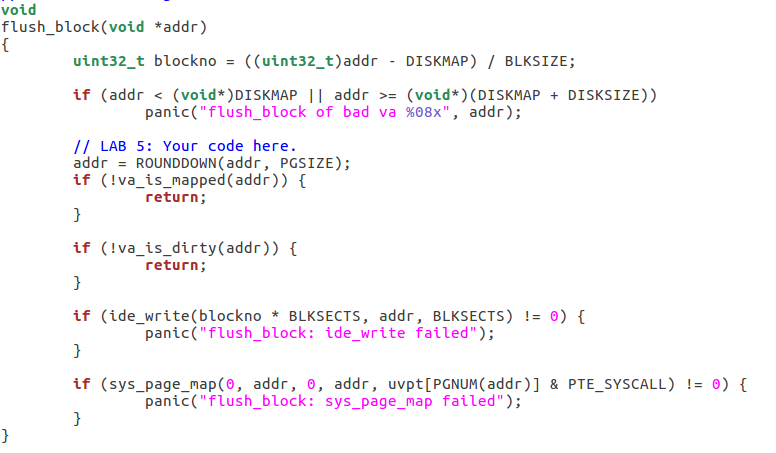 void
flush_block(void *addr)
{
uint32_t blockno = ((uint32_t)addr - DISKMAP) / BLKSIZE;
if (addr < (void*)DISKMAP || addr >= (void*)(DISKMAP + DISKSIZE))
panic("flush_block of bad va %08x", addr);
// LAB 5: Your code here.
addr = ROUNDDOWN(addr, PGSIZE);
if (!va_is_mapped(addr)) {
return;
}
if (!va_is_dirty(addr)) {
return;
}
if (ide_write(blockno * BLKSECTS, addr, BLKSECTS) != 0) {
panic("flush_block: ide_write failed");
}
if (sys_page_map(0, addr, 0, addr, uvpt[PGNUM(addr)] & PTE_SYSCALL) != 0) {
panic("flush_block: sys_page_map failed");
}
}